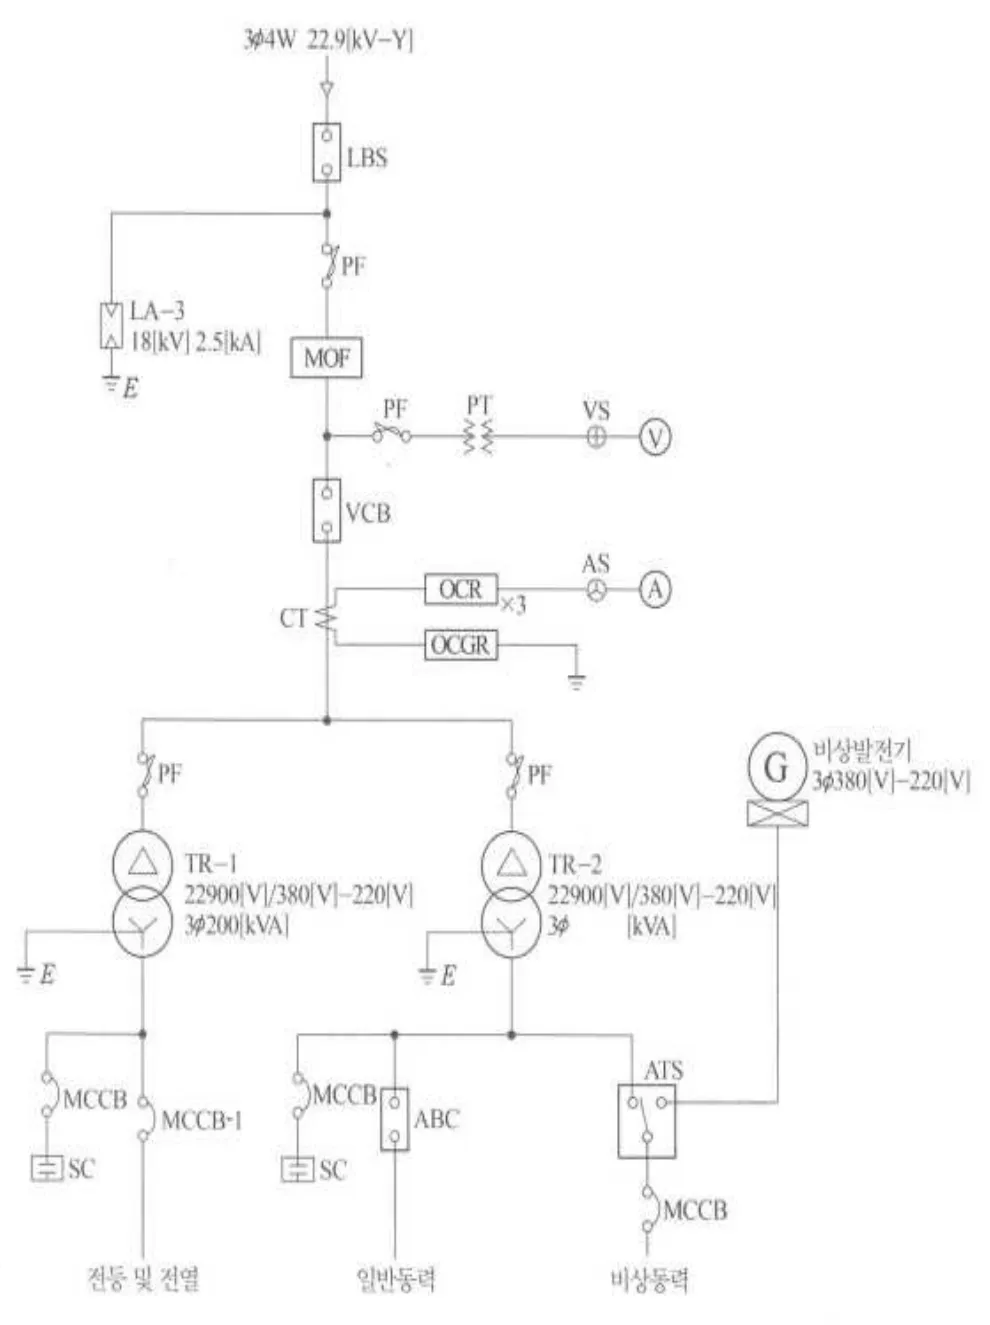 3φ4W 22.9[kV-Y]
LBS
PF
LA-3
18[kV] 2.5[kA]
E
MOF
PF
PT
VS
V
VCB
AS
OCR
A
×3
CT
OCGR
PF
PF
G
비상발전기
3φ380[V]-220[V]
TR-1
22900[V]/380[V]-220[V]
3φ200[kVA]
E
TR-2
22900[V]/380[V]-220[V]
3φ [kVA]
E
ATS
MCCB
MCCB-1
MCCB
ABC
SC
SC
MCCB
전등 및 전열
일반동력
비상동력